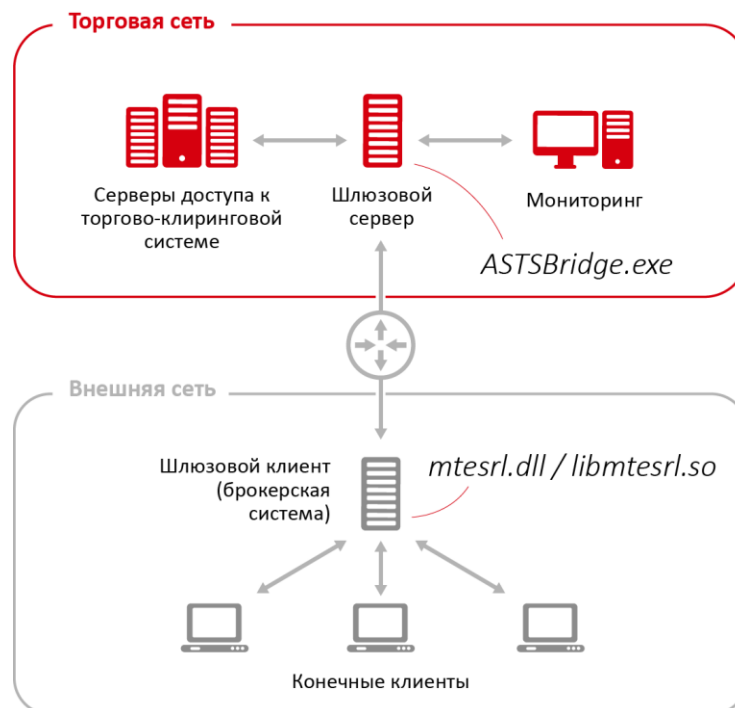 Торговая сеть
Серверы доступа к
торгово-клиринговой
системе
Шлюзовой
сервер
Мониторинг
ASTSBridge.exe
Внешняя сеть
Шлюзовой клиент
(брокерская
система)
mtesrl.dll / libmtesrl.so
Конечные клиенты